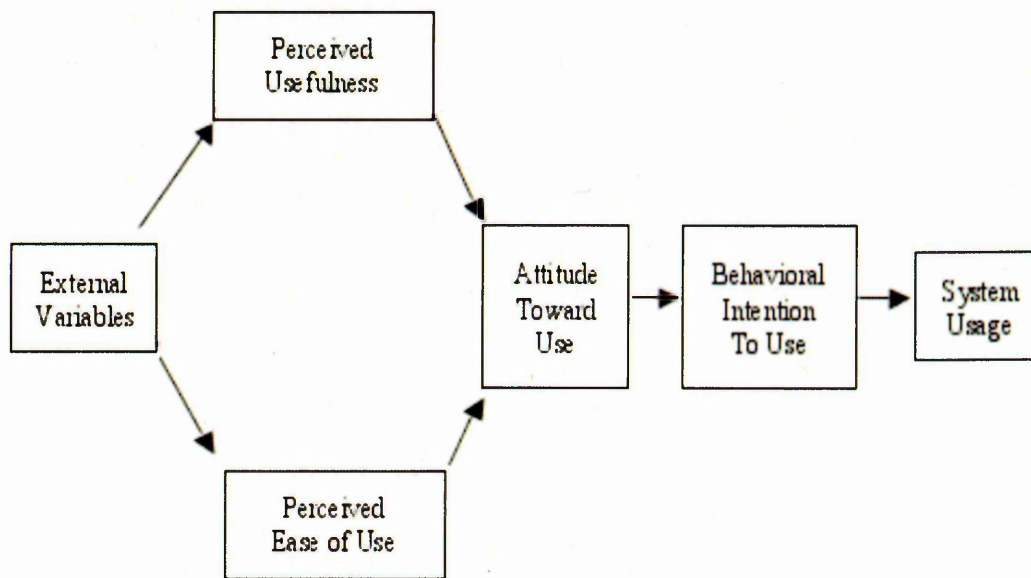 Perceived
Usefulness
External
Variables
Attitude
Toward
Use
Behavioral
Intention
To Use
System
Usage
Perceived
Ease of Use